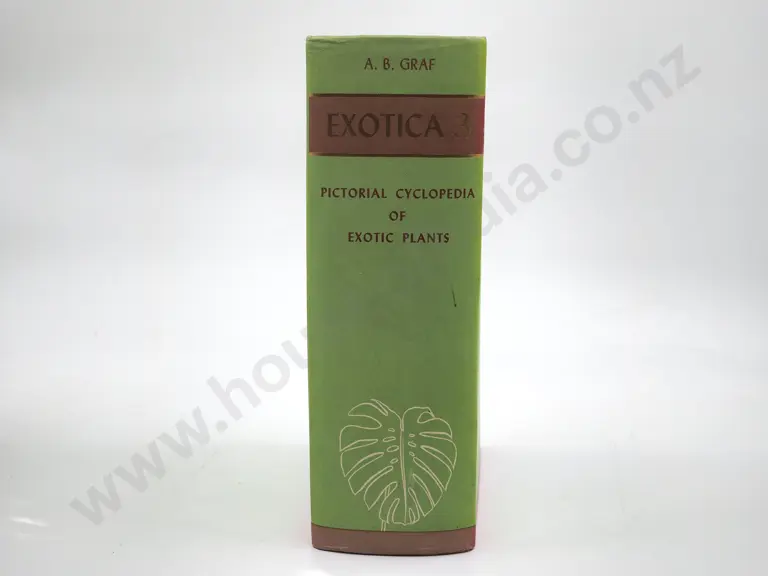 A. B. GRAF
EXOTICA 3
PICTORIAL CYCLOPEDIA
OF
EXOTIC PLANTS